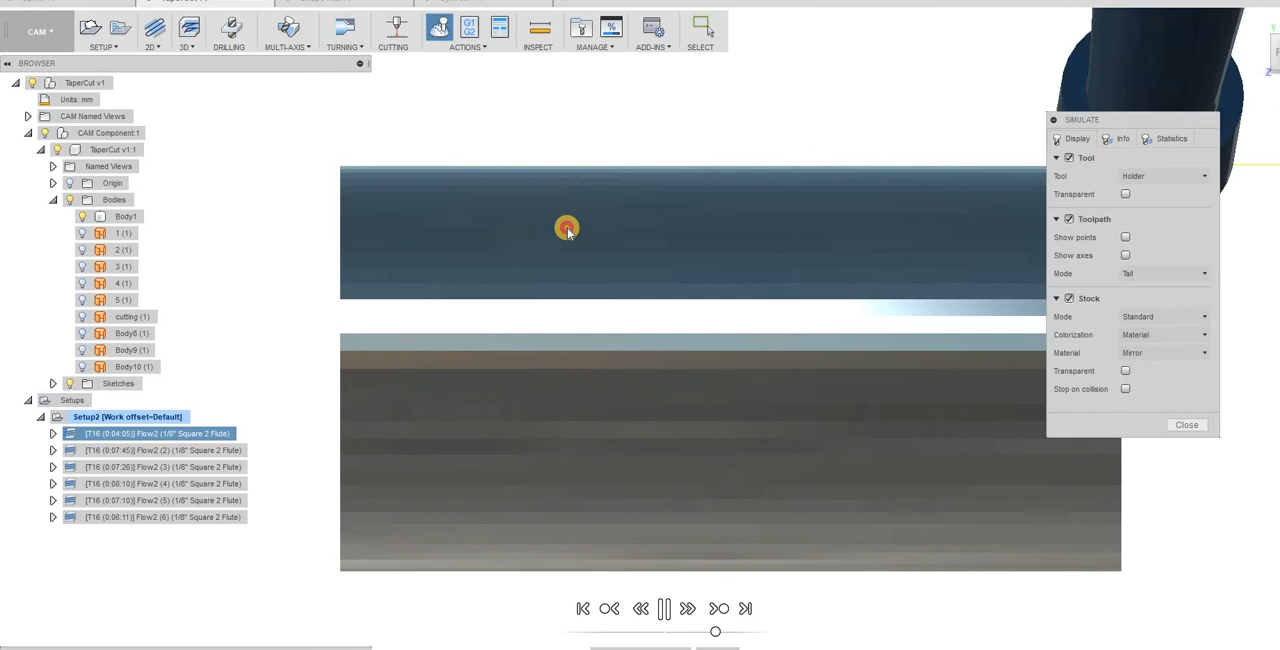 CAM
SETUP
2D
3D
DRILLING
MULTI-AXIS
TURNING
CUTTING
G1
G2
ACTIONS
INSPECT
%
MANAGE
ADD-INS
SELECT
BROWSER
TaperCut v1
Units: mm
CAM Named Views
CAM Component:1
TaperCut v1:1
Named Views
Origin
Bodies
Body1
1 (1)
2 (1)
3 (1)
4 (1)
5 (1)
cutting (1)
Body8 (1)
Body9 (1)
Body10 (1)
Sketches
Setups
Setup2 [Work offset=Default]
[T16 (0:04:05)] Flow2 (1/8" Square 2 Flute)
[T16 (0:07:45)] Flow2 (2) (1/8" Square 2 Flute)
[T16 (0:07:26)] Flow2 (3) (1/8" Square 2 Flute)
[T16 (0:08:10)] Flow2 (4) (1/8" Square 2 Flute)
[T16 (0:07:10)] Flow2 (5) (1/8" Square 2 Flute)
[T16 (0:06:11)] Flow2 (6) (1/8" Square 2 Flute)
Y
Z
SIMULATE
Display Info Statistics
Tool
Tool Holder
Transparent
Toolpath
Show points
Show axes
Mode Tail
Stock
Mode Standard
Colorization Material
Material Mirror
Transparent
Stop on collision
Close